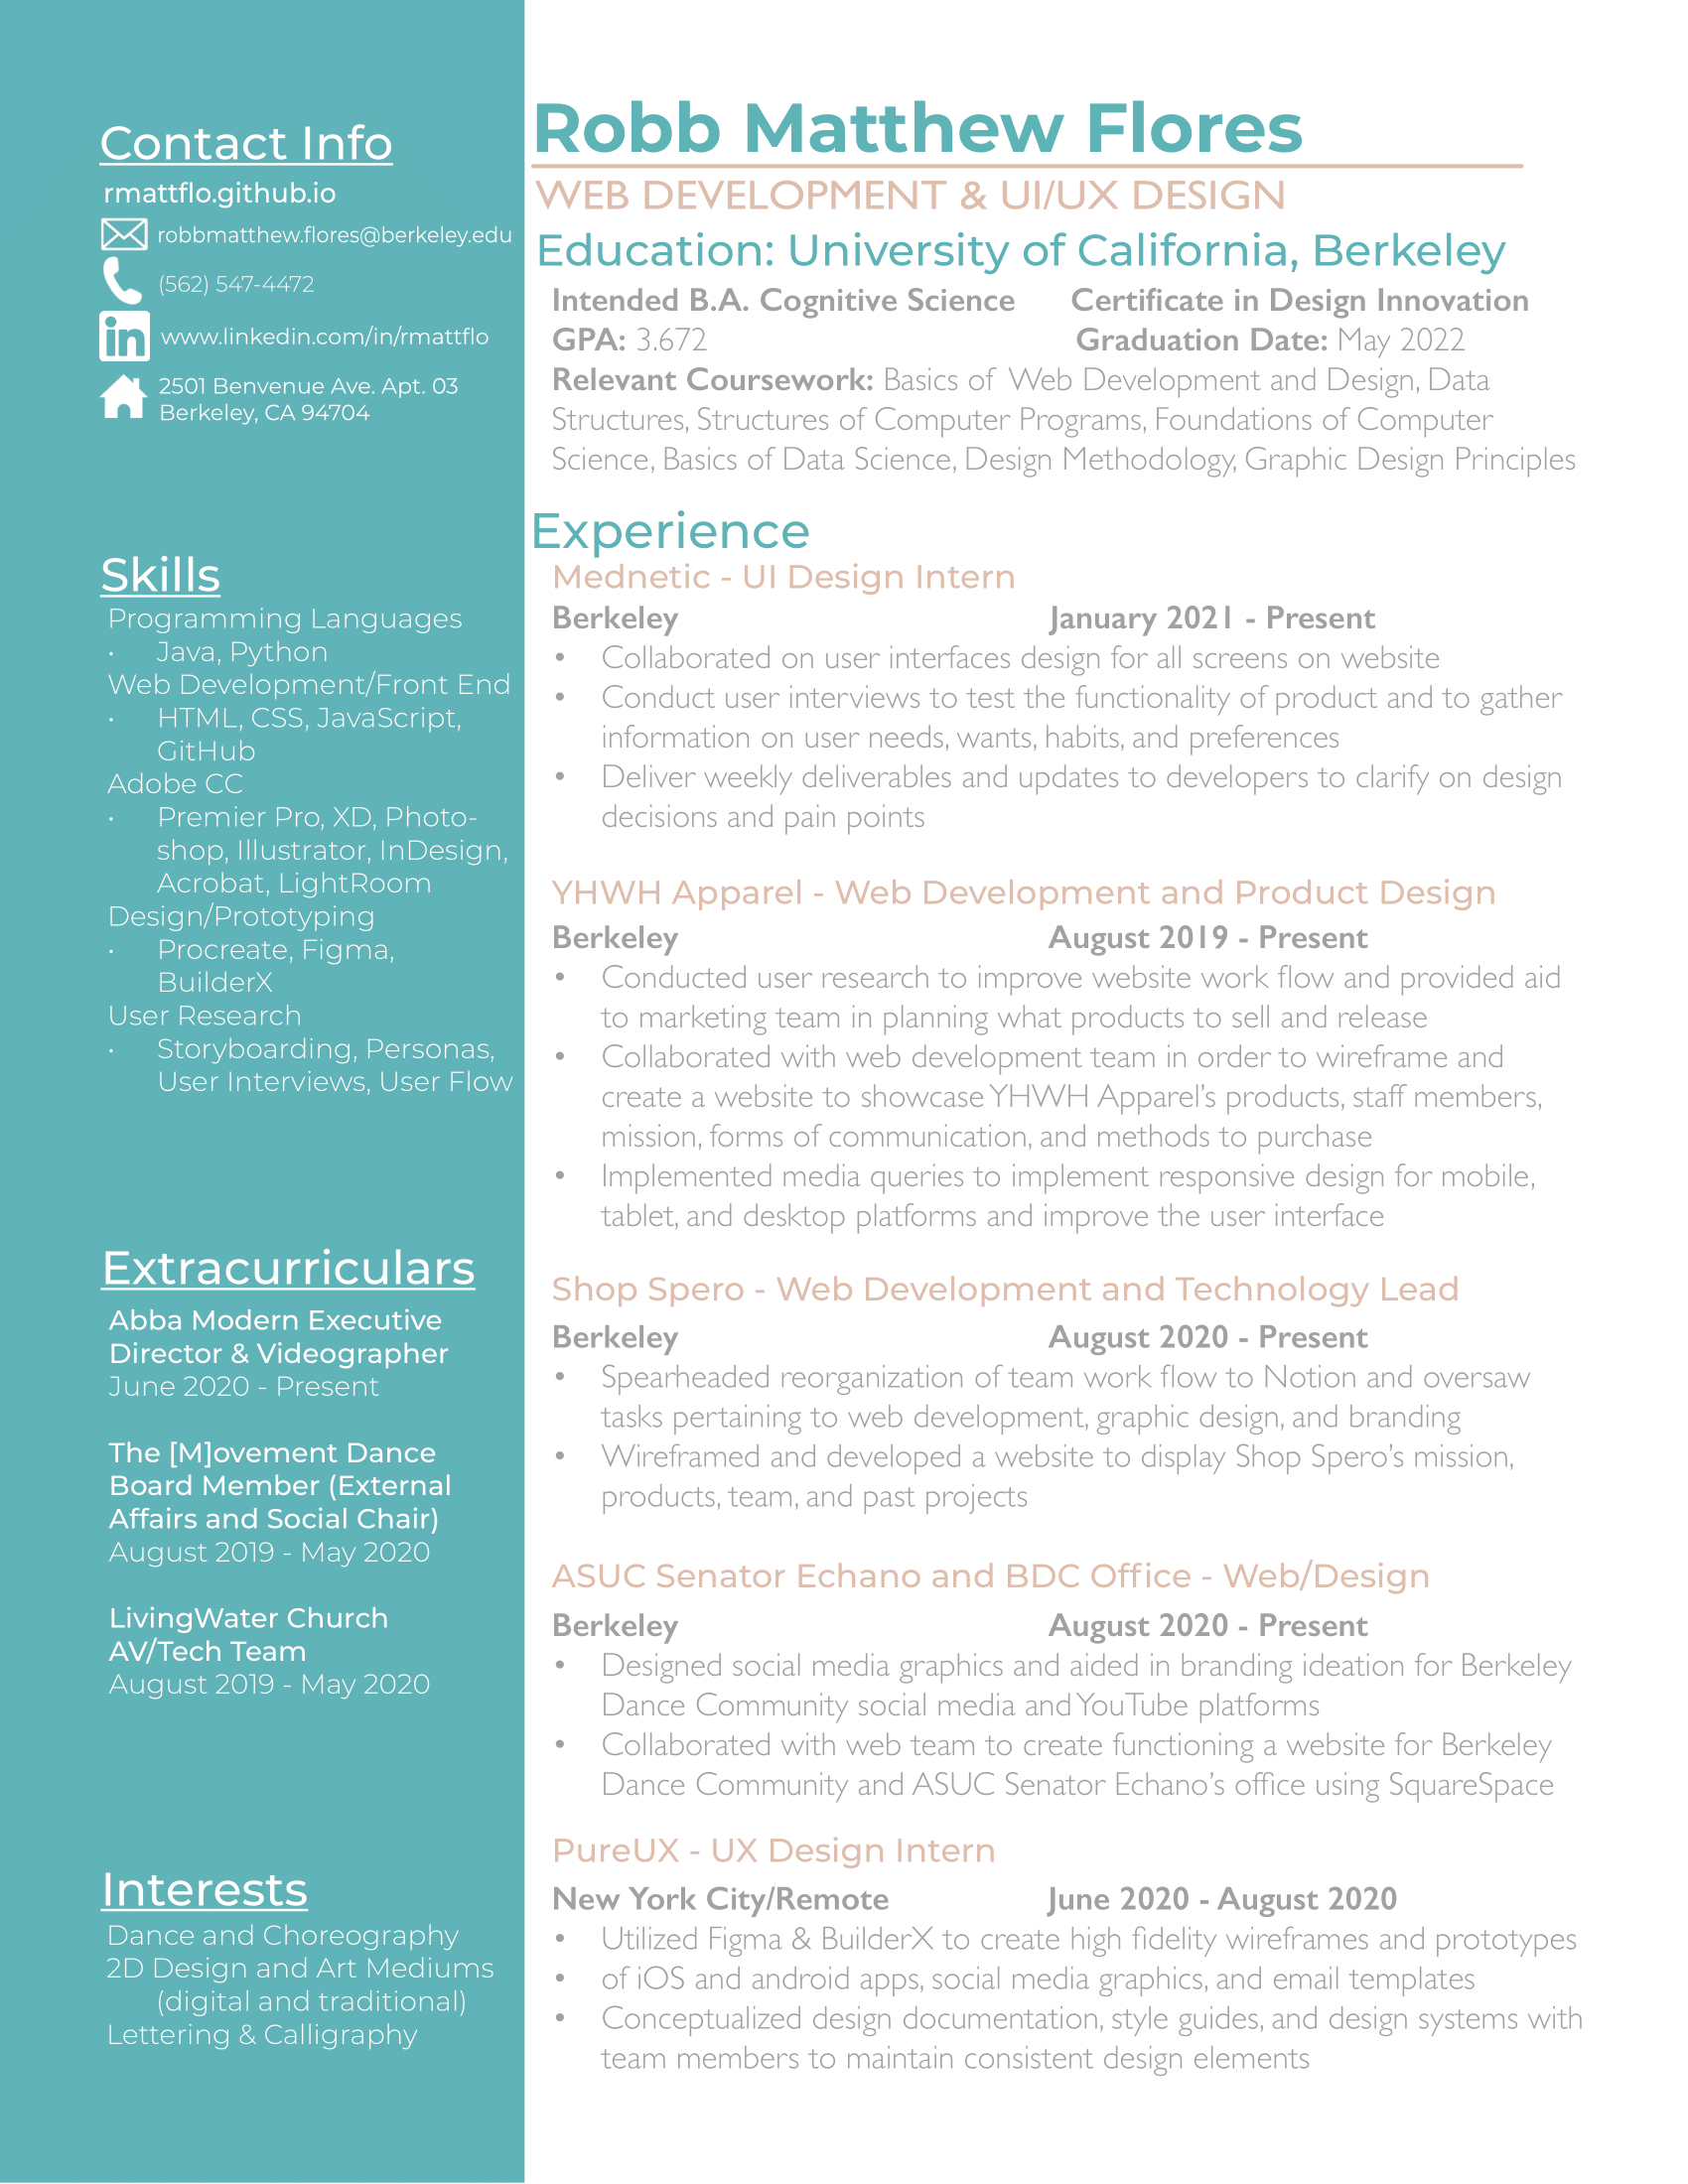 Contact Info
rmattflo.github.io
robbmatthew.flores@berkeley.edu
(562) 547-4472
in www.linkedin.com/in/rmattflo
2501 Benvenue Ave. Apt. 03
Berkeley, CA 94704
Skills
Programming Languages
• Java, Python
Web Development/Front End
• HTML, CSS, JavaScript,
GitHub
Adobe CC
• Premier Pro, XD, Photo-
shop, Illustrator, InDesign,
Acrobat, LightRoom
Design/Prototyping
• Procreate, Figma,
BuilderX
User Research
• Storyboarding, Personas,
User Interviews, User Flow
Extracurriculars
Abba Modern Executive
Director & Videographer
June 2020 - Present
The [M]ovement Dance
Board Member (External
Affairs and Social Chair)
August 2019 - May 2020
LivingWater Church
AV/Tech Team
August 2019 - May 2020
Interests
Dance and Choreography
2D Design and Art Mediums
(digital and traditional)
Lettering & Calligraphy
Robb Matthew Flores
WEB DEVELOPMENT & UI/UX DESIGN
Education: University of California, Berkeley
Intended B.A. Cognitive Science Certificate in Design Innovation
GPA: 3.672 Graduation Date: May 2022
Relevant Coursework: Basics of Web Development and Design, Data
Structures, Structures of Computer Programs, Foundations of Computer
Science, Basics of Data Science, Design Methodology, Graphic Design Principles
Experience
Mednetic - UI Design Intern
Berkeley January 2021 - Present
• Collaborated on user interfaces design for all screens on website
• Conduct user interviews to test the functionality of product and to gather
information on user needs, wants, habits, and preferences
• Deliver weekly deliverables and updates to developers to clarify on design
decisions and pain points
YHWH Apparel - Web Development and Product Design
Berkeley August 2019 - Present
• Conducted user research to improve website work flow and provided aid
to marketing team in planning what products to sell and release
• Collaborated with web development team in order to wireframe and
create a website to showcase YHWH Apparel's products, staff members,
mission, forms of communication, and methods to purchase
• Implemented media queries to implement responsive design for mobile,
tablet, and desktop platforms and improve the user interface
Shop Spero - Web Development and Technology Lead
Berkeley August 2020 - Present
• Spearheaded reorganization of team work flow to Notion and oversaw
tasks pertaining to web development, graphic design, and branding
• Wireframed and developed a website to display Shop Spero's mission,
products, team, and past projects
ASUC Senator Echano and BDC Office - Web/Design
Berkeley August 2020 - Present
• Designed social media graphics and aided in branding ideation for Berkeley
Dance Community social media and YouTube platforms
• Collaborated with web team to create functioning a website for Berkeley
Dance Community and ASUC Senator Echano's office using SquareSpace
PureUX - UX Design Intern
New York City/Remote June 2020 - August 2020
• Utilized Figma & BuilderX to create high fidelity wireframes and prototypes
• of iOS and android apps, social media graphics, and email templates
• Conceptualized design documentation, style guides, and design systems with
team members to maintain consistent design elements